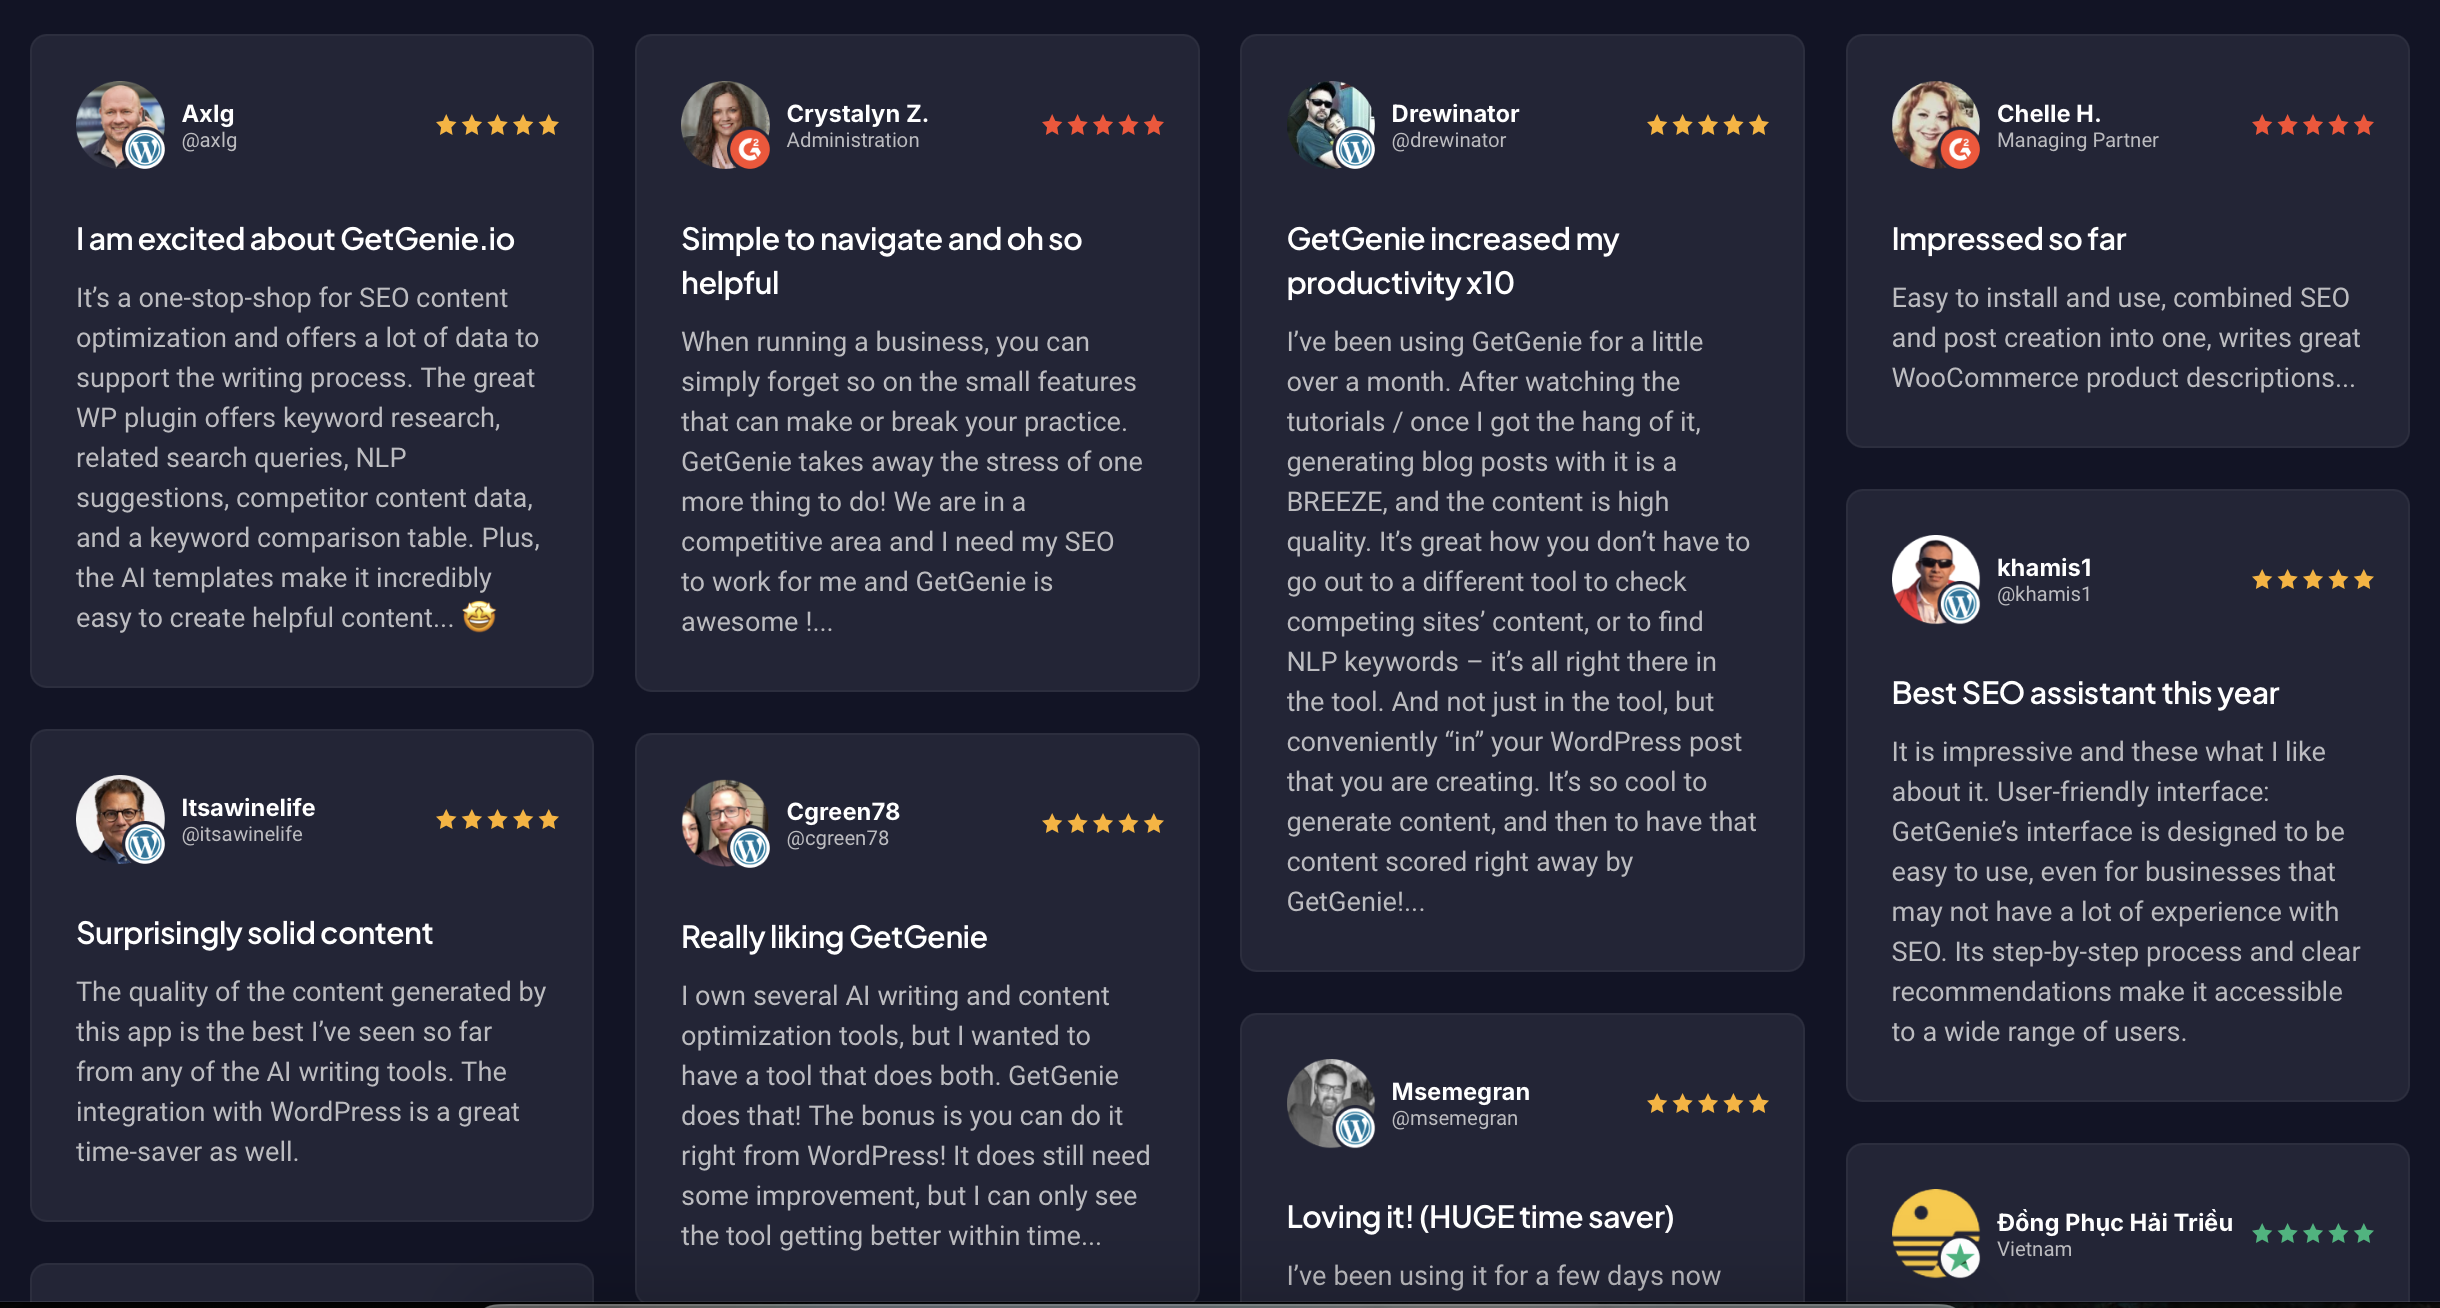 Axlg
@axlg
I am excited about GetGenie.io
It’s a one-stop-shop for SEO content
optimization and offers a lot of data to
support the writing process. The great
WP plugin offers keyword research,
related search queries, NLP
suggestions, competitor content data,
and a keyword comparison table. Plus,
the AI templates make it incredibly
easy to create helpful content... 🤩
Itsawinelife
@itsawinelife
Surprisingly solid content
The quality of the content generated by
this app is the best I’ve seen so far
from any of the AI writing tools. The
integration with WordPress is a great
time-saver as well.
Crystalyn Z.
Administration
Simple to navigate and oh so
helpful
When running a business, you can
simply forget so on the small features
that can make or break your practice.
GetGenie takes away the stress of one
more thing to do! We are in a
competitive area and I need my SEO
to work for me and GetGenie is
awesome !...
Cgreen78
@cgreen78
Really liking GetGenie
I own several AI writing and content
optimization tools, but I wanted to
have a tool that does both. GetGenie
does that! The bonus is you can do it
right from WordPress! It does still need
some improvement, but I can only see
the tool getting better within time...
Drewinator
@drewinator
GetGenie increased my
productivity x10
I’ve been using GetGenie for a little
over a month. After watching the
tutorials / once I got the hang of it,
generating blog posts with it is a
BREEZE, and the content is high
quality. It’s great how you don’t have to
go out to a different tool to check
competing sites’ content, or to find
NLP keywords – it’s all right there in
the tool. And not just in the tool, but
conveniently “in” your WordPress post
that you are creating. It’s so cool to
generate content, and then to have that
content scored right away by
GetGenie!...
Msemegran
@msemegran
Loving it! (HUGE time saver)
I’ve been using it for a few days now
Chelle H.
Managing Partner
Impressed so far
Easy to install and use, combined SEO
and post creation into one, writes great
WooCommerce product descriptions...
khamis1
@khamis1
Best SEO assistant this year
It is impressive and these what I like
about it. User-friendly interface:
GetGenie’s interface is designed to be
easy to use, even for businesses that
may not have a lot of experience with
SEO. Its step-by-step process and clear
recommendations make it accessible
to a wide range of users.
Đồng Phục Hải Triều
Vietnam